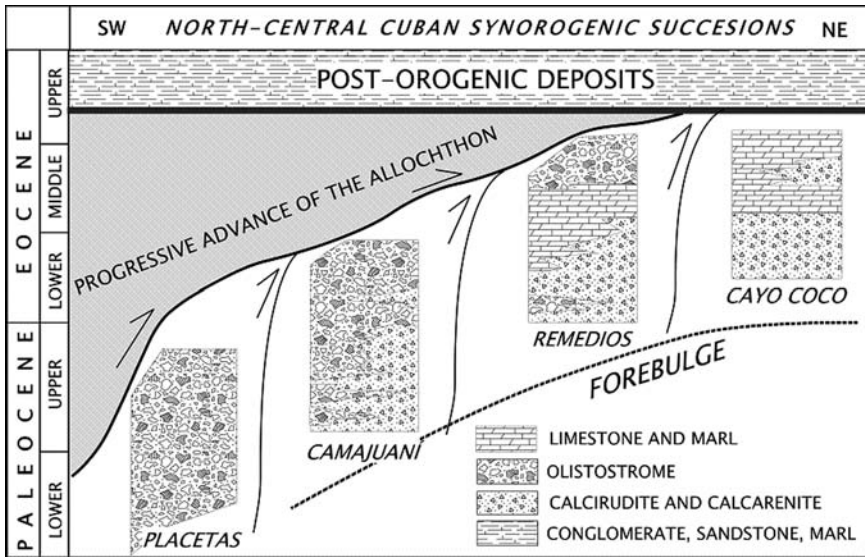 SW NORTH-CENTRAL CUBAN SYNOROGENIC SUCCESIONS NE
POST-OROGENIC DEPOSITS
EOCENE
UPPER
MIDDLE
LOWER
PALEOCENE
UPPER
LOWER
PROGRESSIVE ADVANCE OF THE ALLOCHTHON
PLACETAS
CAMAJUANI
REMEDIOS
CAYO COCO
FOREBULGE
LIMESTONE AND MARL
OLISTOSTROME
CALCIRUDITE AND CALCARENITE
CONGLOMERATE, SANDSTONE, MARL